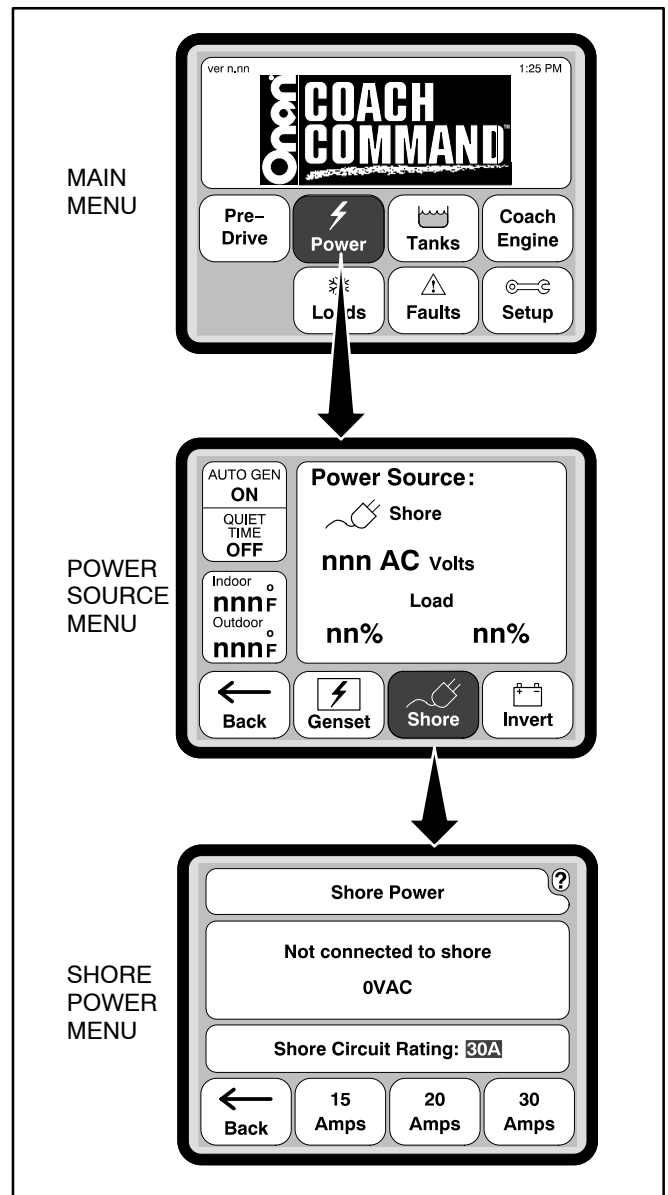 MAIN
MENU
ver n.nn 1:25 PM
Onan
COACH
COMMAND™
Pre–
Drive
Power
Tanks
Coach
Engine
Loads
Faults
Setup
POWER
SOURCE
MENU
AUTO GEN
ON
QUIET
TIME
OFF
Indoor
nnn°F
Outdoor
nnn°F
Power Source:
Shore
nnn AC Volts
Load
nn% nn%
Back
Genset
Shore
Invert
SHORE
POWER
MENU
Shore Power ?
Not connected to shore
0VAC
Shore Circuit Rating: 30A
Back
15
Amps
20
Amps
30
Amps